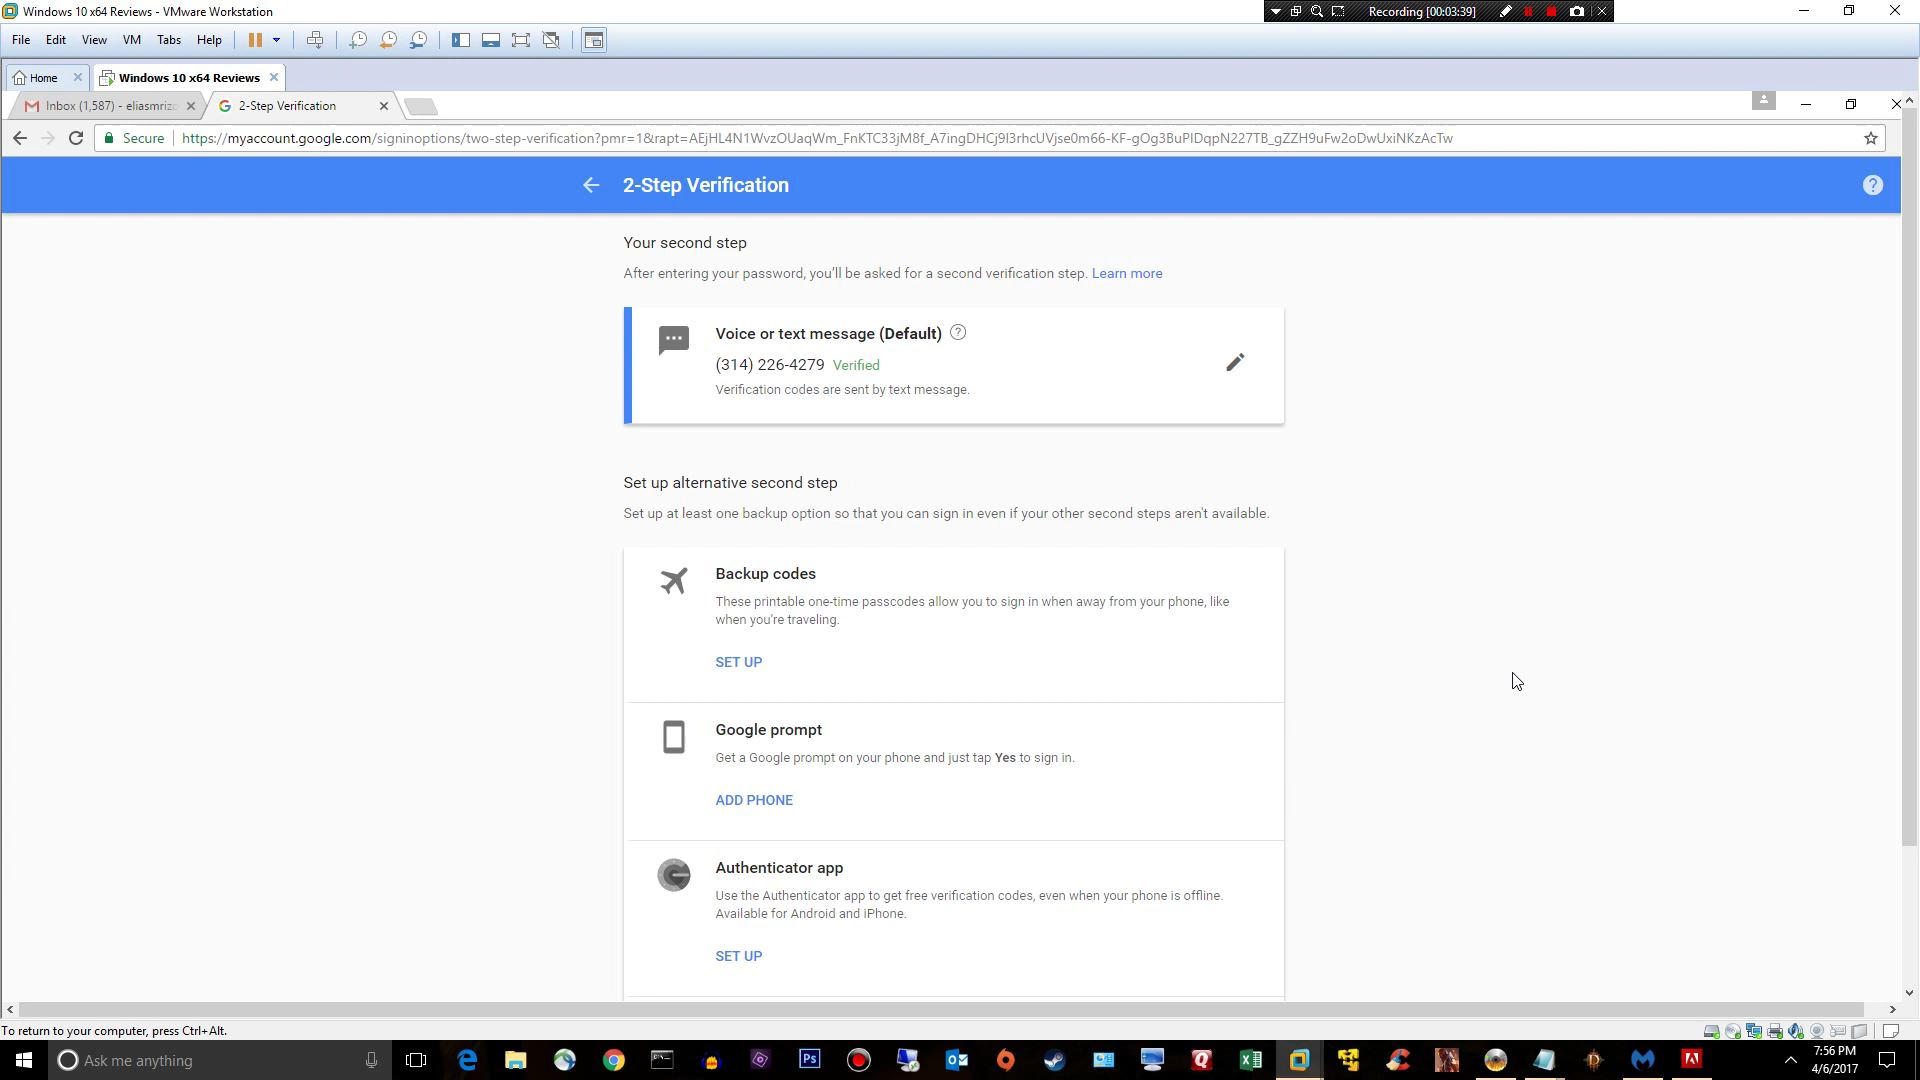 Windows 10 x64 Reviews - VMware Workstation
Recording [00:03:39]
File Edit View VM Tabs Help
Home
Windows 10 x64 Reviews
Inbox (1,587) - eliasmrizo
2-Step Verification
Secure
https://myaccount.google.com/signinoptions/two-step-verification?pmr=1&rapt=AEjHL4N1WvzOUaqWm_FnKTC33jM8f_A7ingDHCj9I3rhcUVjse0m66-KF-gOg3BuPIDqpN227TB_gZZH9uFw2oDwUxiNKzAcTw
2-Step Verification
Your second step
After entering your password, you'll be asked for a second verification step. Learn more
Voice or text message (Default)
(314) 226-4279 Verified
Verification codes are sent by text message.
Set up alternative second step
Set up at least one backup option so that you can sign in even if your other second steps aren't available.
Backup codes
These printable one-time passcodes allow you to sign in when away from your phone, like
when you're traveling.
SET UP
Google prompt
Get a Google prompt on your phone and just tap Yes to sign in.
ADD PHONE
Authenticator app
Use the Authenticator app to get free verification codes, even when your phone is offline.
Available for Android and iPhone.
SET UP
To return to your computer, press Ctrl+Alt.
Ask me anything
Ps
7:56 PM
4/6/2017